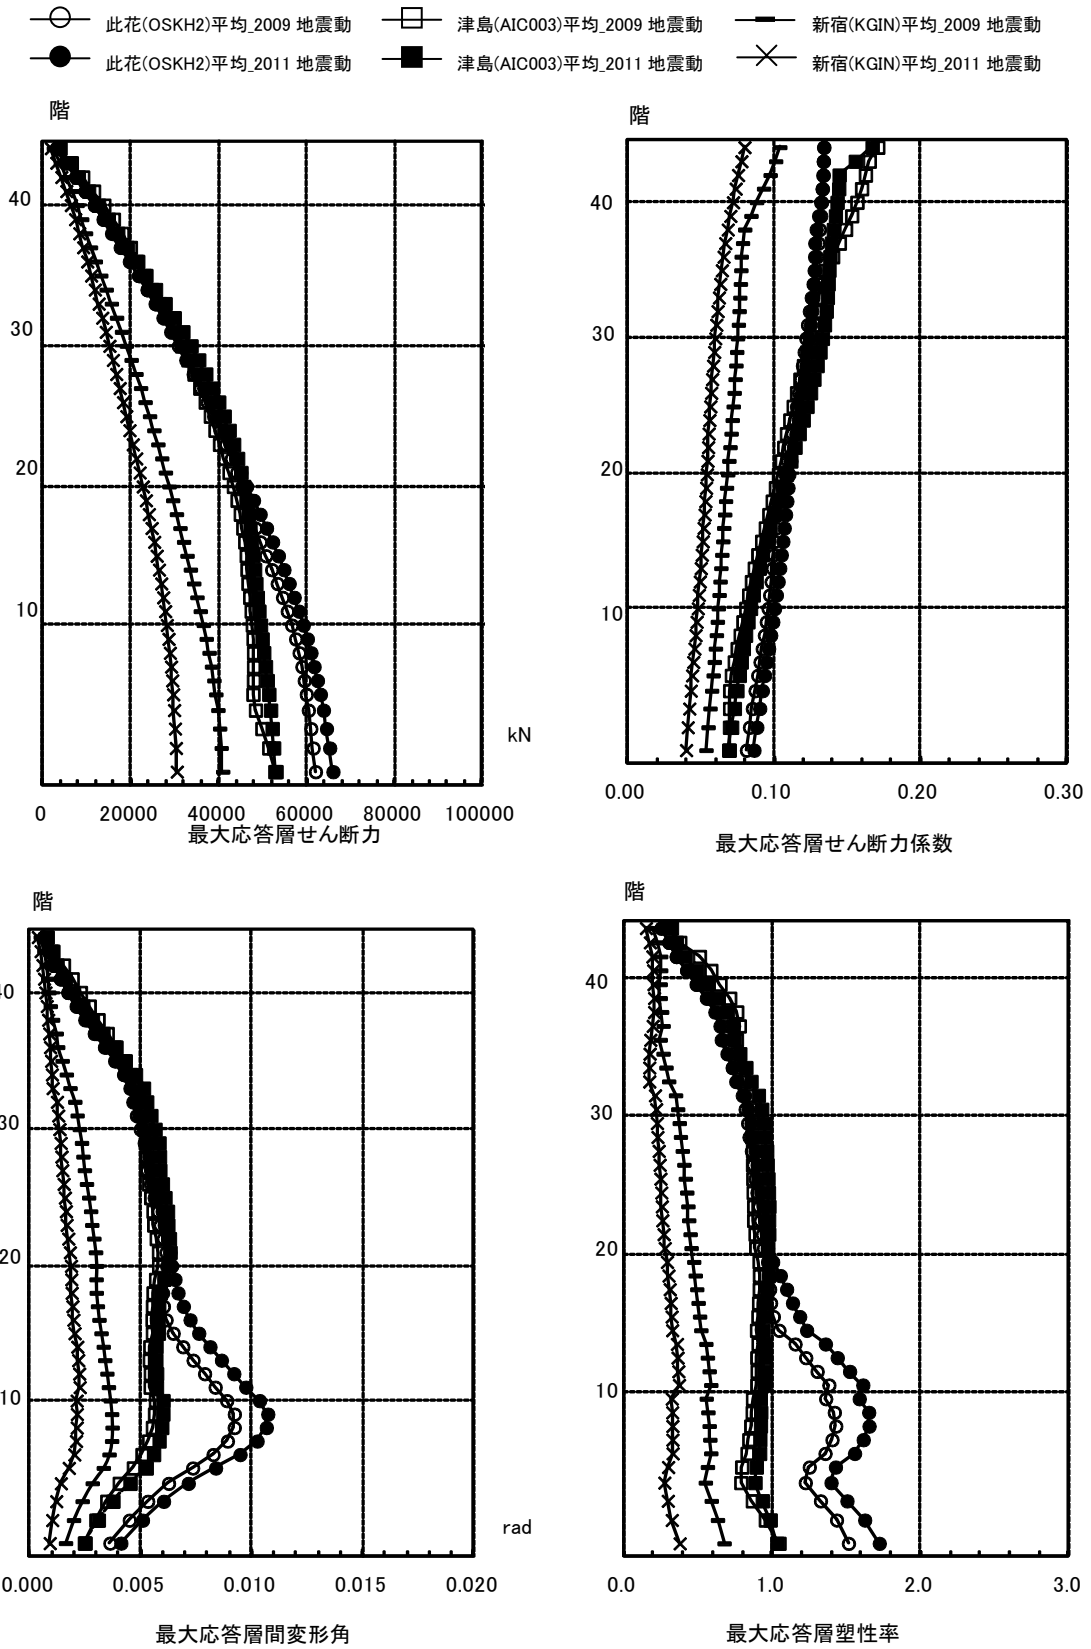 此花(OSKH2)平均_2009 地震動 津島(AIC003)平均_2009 地震動 新宿(KGIN)平均_2009 地震動
此花(OSKH2)平均_2011 地震動 津島(AIC003)平均_2011 地震動 新宿(KGIN)平均_2011 地震動
階
40
30
20
10
kN
0 20000 40000 60000 80000 100000
最大応答層せん断力
階
40
30
20
10
0.00 0.10 0.20 0.30
最大応答層せん断力係数
階
40
30
20
10
rad
0.000 0.005 0.010 0.015 0.020
最大応答層間変形角
階
40
30
20
10
0.0 1.0 2.0 3.0
最大応答層塑性率